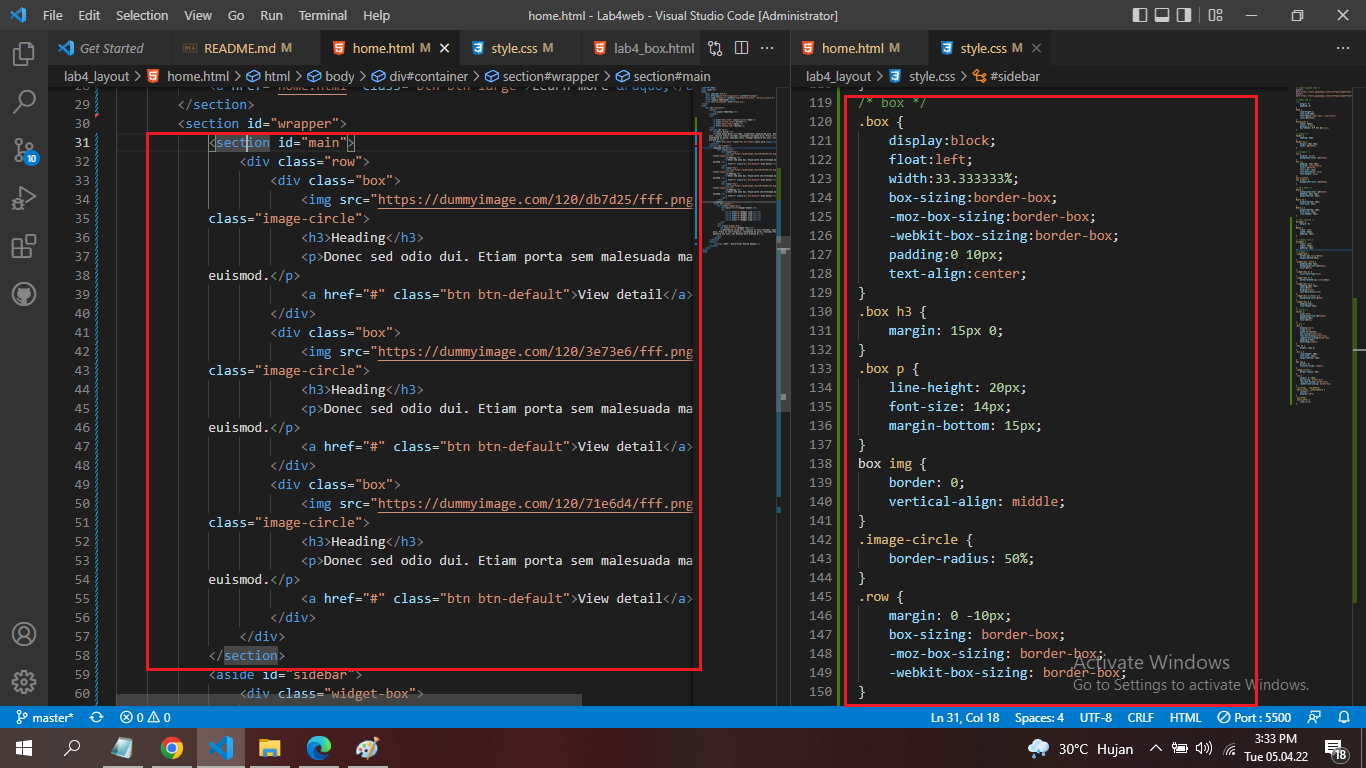 File Edit Selection View Go Run Terminal Help
home.html - Lab4web - Visual Studio Code [Administrator]
Get Started
README.md M
home.html M
style.css M
lab4_box.html
home.html M
style.css M
lab4_layout > home.html > html > body > div#container > section#wrapper > section#main
lab4_layout > style.css > #sidebar
29 </section>
30 <section id="wrapper">
31 <section id="main">
32 <div class="row">
33 <div class="box">
34 <img src="https://dummyimage.com/120/db7d25/fff.png
35 class="image-circle">
36 <h3>Heading</h3>
37 <p>Donec sed odio dui. Etiam porta sem malesuada ma
38 euismod.</p>
39 <a href="#" class="btn btn-default">View detail</a>
40 </div>
41 <div class="box">
42 <img src="https://dummyimage.com/120/3e73e6/fff.png
43 class="image-circle">
44 <h3>Heading</h3>
45 <p>Donec sed odio dui. Etiam porta sem malesuada ma
46 euismod.</p>
47 <a href="#" class="btn btn-default">View detail</a>
48 </div>
49 <div class="box">
50 <img src="https://dummyimage.com/120/71e6d4/fff.png
51 class="image-circle">
52 <h3>Heading</h3>
53 <p>Donec sed odio dui. Etiam porta sem malesuada ma
54 euismod.</p>
55 <a href="#" class="btn btn-default">View detail</a>
56 </div>
57 </div>
58 </section>
59 <aside id="sidebar">
60 <div class="widget-box">
119 /* box */
120 .box {
121 display:block;
122 float:left;
123 width:33.333333%;
124 box-sizing:border-box;
125 -moz-box-sizing:border-box;
126 -webkit-box-sizing:border-box;
127 padding:0 10px;
128 text-align:center;
129 }
130 .box h3 {
131 margin: 15px 0;
132 }
133 .box p {
134 line-height: 20px;
135 font-size: 14px;
136 margin-bottom: 15px;
137 }
138 box img {
139 border: 0;
140 vertical-align: middle;
141 }
142 .image-circle {
143 border-radius: 50%;
144 }
145 .row {
146 margin: 0 -10px;
147 box-sizing: border-box;
148 -moz-box-sizing: border-box;
149 -webkit-box-sizing: border-box;
150 }
Activate Windows
Go to Settings to activate Windows.
10
master* 0 0
Ln 31, Col 18 Spaces: 4 UTF-8 CRLF HTML Port : 5500
30°C Hujan
3:33 PM
Tue 05.04.22
18